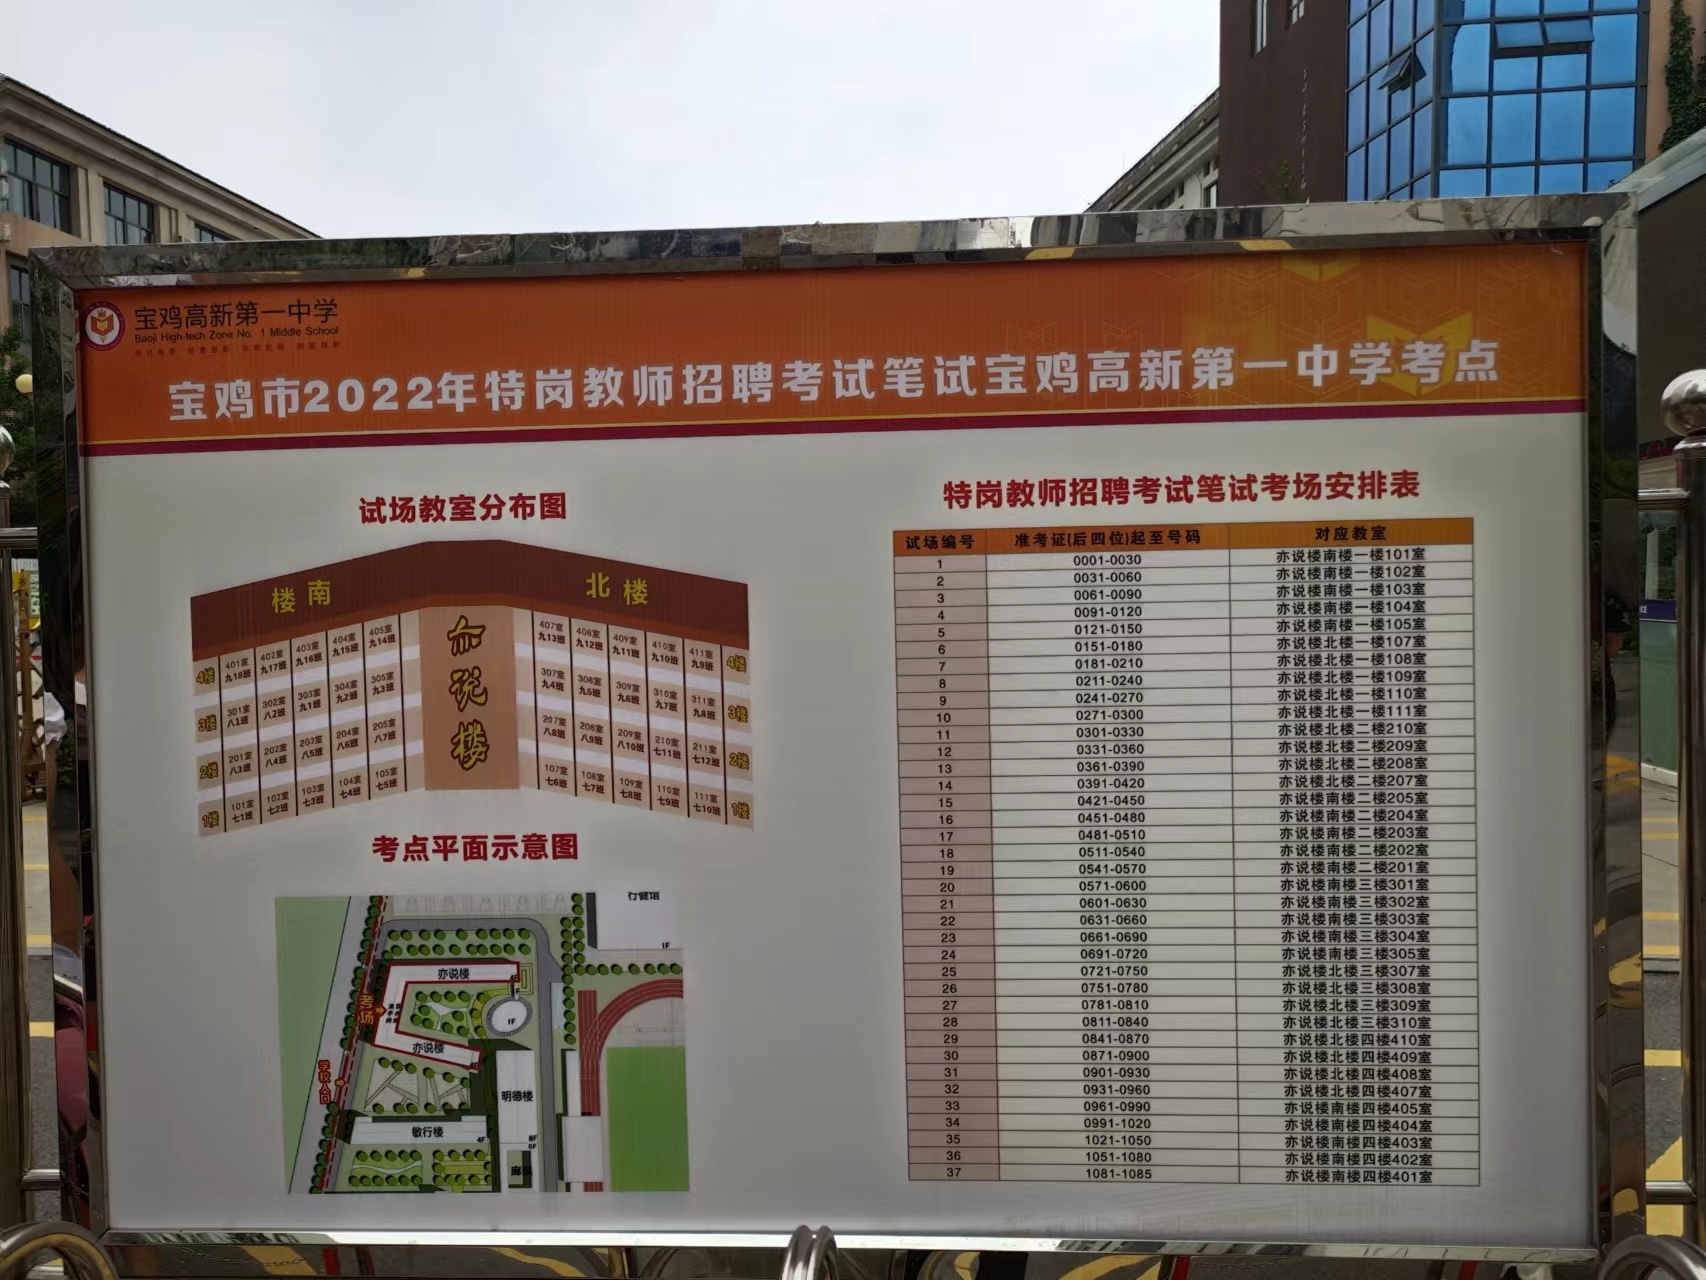 宝鸡高新第一中学
Baoji High-tech Zone No. 1 Middle School
宝鸡市2022年特岗教师招聘考试笔试宝鸡高新第一中学考点
试场教室分布图
楼南 北楼
亦说楼
4楼 401室 402室 403室 404室 405室 407室 408室 409室 410室 411室 4楼
九18班 九17班 九16班 九15班 九14班 九13班 九12班 九11班 九10班 九9班
3楼 301室 302室 303室 304室 305室 307室 308室 309室 310室 311室 3楼
八1班 八2班 九1班 九2班 九3班 九4班 九5班 九6班 九7班 九8班
2楼 201室 202室 203室 204室 205室 207室 208室 209室 210室 211室 2楼
八3班 八4班 八5班 八6班 八7班 八8班 八9班 八10班 七11班 七12班
1楼 101室 102室 103室 104室 105室 107室 108室 109室 110室 111室 1楼
七1班 七2班 七3班 七4班 七5班 七6班 七7班 七8班 七9班 七10班
考点平面示意图
行健馆
1F
亦说楼
考场
1F
亦说楼
学校入口
明德楼
敏行楼
4F
8F
6F
特岗教师招聘考试笔试考场安排表
试场编号 准考证(后四位)起至号码 对应教室
1 0001-0030 亦说楼南楼一楼101室
2 0031-0060 亦说楼南楼一楼102室
3 0061-0090 亦说楼南楼一楼103室
4 0091-0120 亦说楼南楼一楼104室
5 0121-0150 亦说楼南楼一楼105室
6 0151-0180 亦说楼北楼一楼107室
7 0181-0210 亦说楼北楼一楼108室
8 0211-0240 亦说楼北楼一楼109室
9 0241-0270 亦说楼北楼一楼110室
10 0271-0300 亦说楼北楼一楼111室
11 0301-0330 亦说楼北楼二楼210室
12 0331-0360 亦说楼北楼二楼209室
13 0361-0390 亦说楼北楼二楼208室
14 0391-0420 亦说楼北楼二楼207室
15 0421-0450 亦说楼南楼二楼205室
16 0451-0480 亦说楼南楼二楼204室
17 0481-0510 亦说楼南楼二楼203室
18 0511-0540 亦说楼南楼二楼202室
19 0541-0570 亦说楼南楼二楼201室
20 0571-0600 亦说楼南楼三楼301室
21 0601-0630 亦说楼南楼三楼302室
22 0631-0660 亦说楼南楼三楼303室
23 0661-0690 亦说楼南楼三楼304室
24 0691-0720 亦说楼南楼三楼305室
25 0721-0750 亦说楼北楼三楼307室
26 0751-0780 亦说楼北楼三楼308室
27 0781-0810 亦说楼北楼三楼309室
28 0811-0840 亦说楼北楼三楼310室
29 0841-0870 亦说楼北楼四楼410室
30 0871-0900 亦说楼北楼四楼409室
31 0901-0930 亦说楼北楼四楼408室
32 0931-0960 亦说楼北楼四楼407室
33 0961-0990 亦说楼南楼四楼405室
34 0991-1020 亦说楼南楼四楼404室
35 1021-1050 亦说楼南楼四楼403室
36 1051-1080 亦说楼南楼四楼402室
37 1081-1085 亦说楼南楼四楼401室